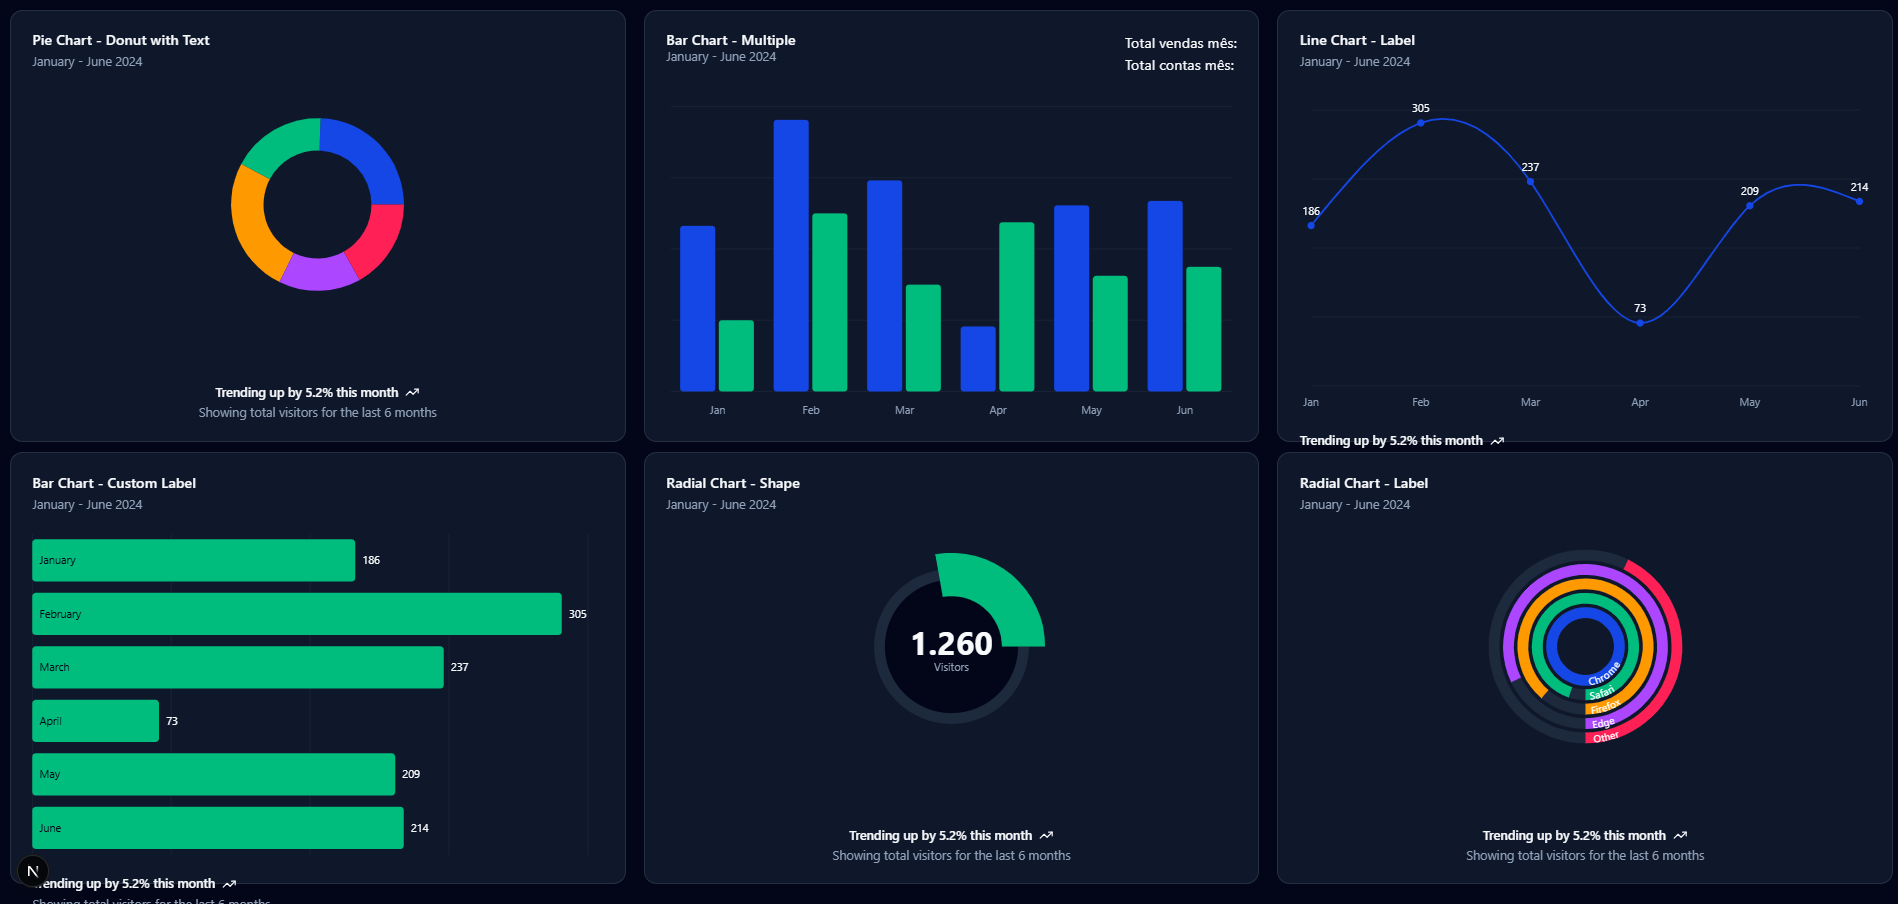 Pie Chart - Donut with Text
January - June 2024
Trending up by 5.2% this month
Showing total visitors for the last 6 months
Bar Chart - Multiple
January - June 2024
Total vendas mês:
Total contas mês:
Jan Feb Mar Apr May Jun
Line Chart - Label
January - June 2024
186 305 237 73 209 214
Jan Feb Mar Apr May Jun
Trending up by 5.2% this month
Bar Chart - Custom Label
January - June 2024
January 186
February 305
March 237
April 73
May 209
June 214
N
Trending up by 5.2% this month
Showing total visitors for the last 6 months
Radial Chart - Shape
January - June 2024
1.260
Visitors
Trending up by 5.2% this month
Showing total visitors for the last 6 months
Radial Chart - Label
January - June 2024
Chrome
Safari
Firefox
Edge
Other
Trending up by 5.2% this month
Showing total visitors for the last 6 months